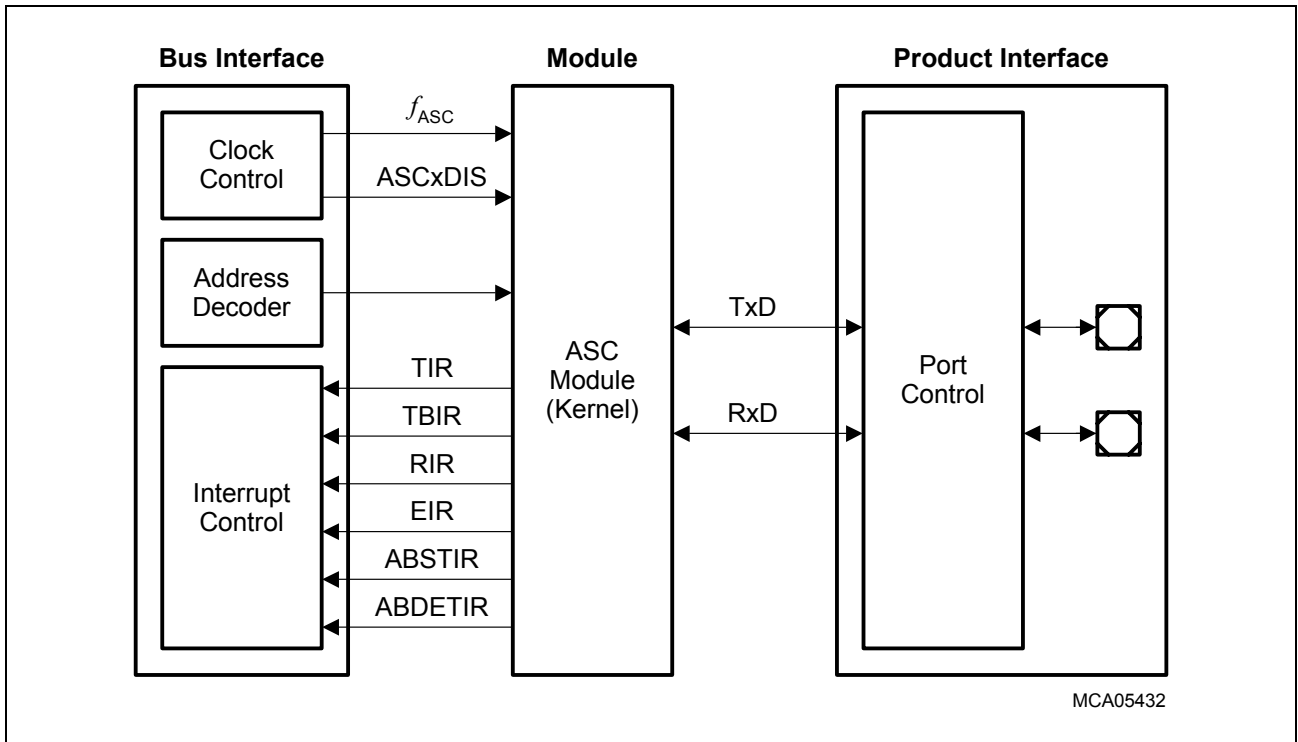 Bus Interface
Module
Product Interface
Clock
Control
f ASC
ASCxDIS
Address
Decoder
TxD
ASC
Module
(Kernel)
Port
Control
TIR
TBIR
RxD
RIR
Interrupt
Control
EIR
ABSTIR
ABDETIR
MCA05432